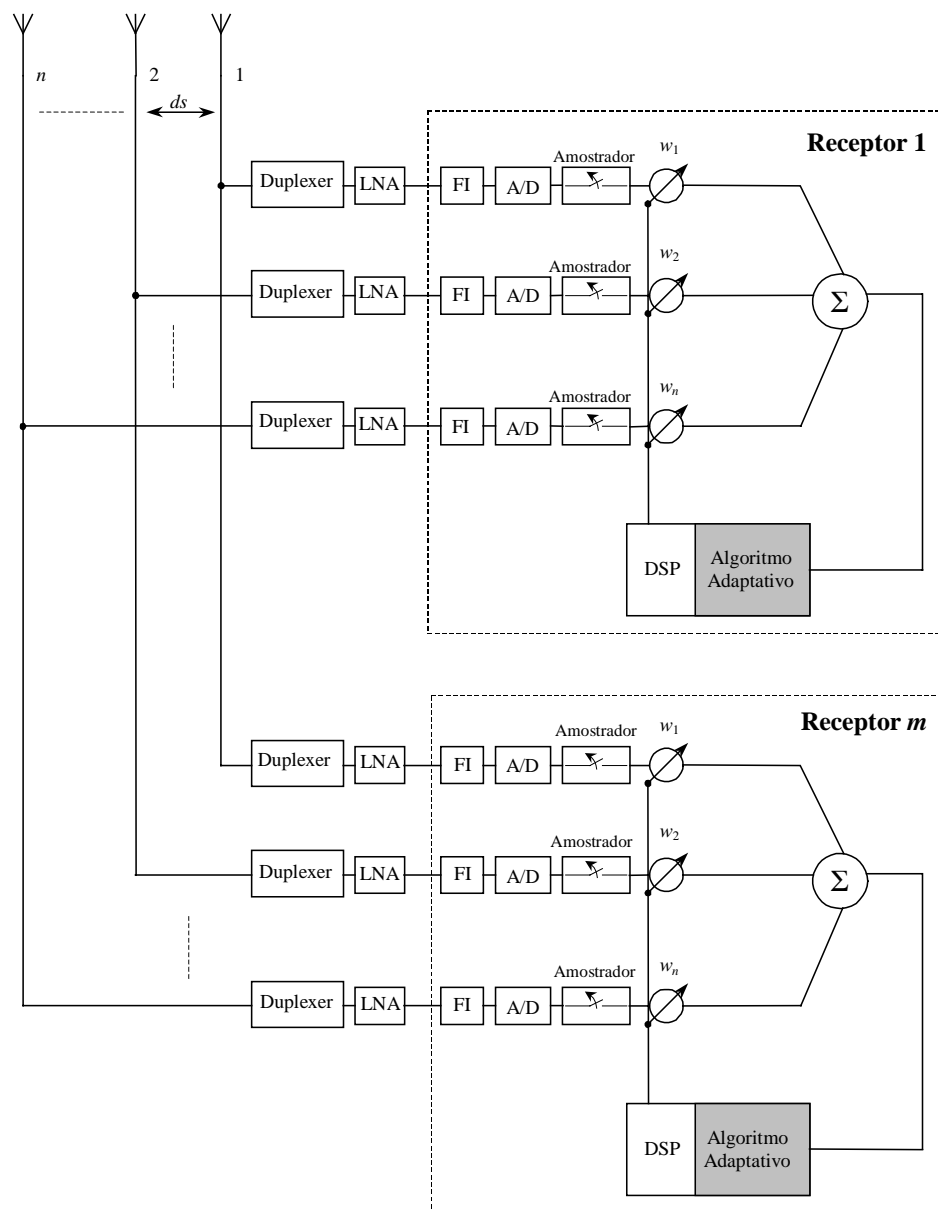 n
2
1
ds
Receptor 1
Amostrador
w1
Duplexer
LNA
FI
A/D
Amostrador
w2
Duplexer
LNA
FI
A/D
Σ
Amostrador
wn
Duplexer
LNA
FI
A/D
DSP
Algoritmo
Adaptativo
Receptor m
Amostrador
w1
Duplexer
LNA
FI
A/D
Amostrador
w2
Duplexer
LNA
FI
A/D
Σ
Amostrador
wn
Duplexer
LNA
FI
A/D
DSP
Algoritmo
Adaptativo